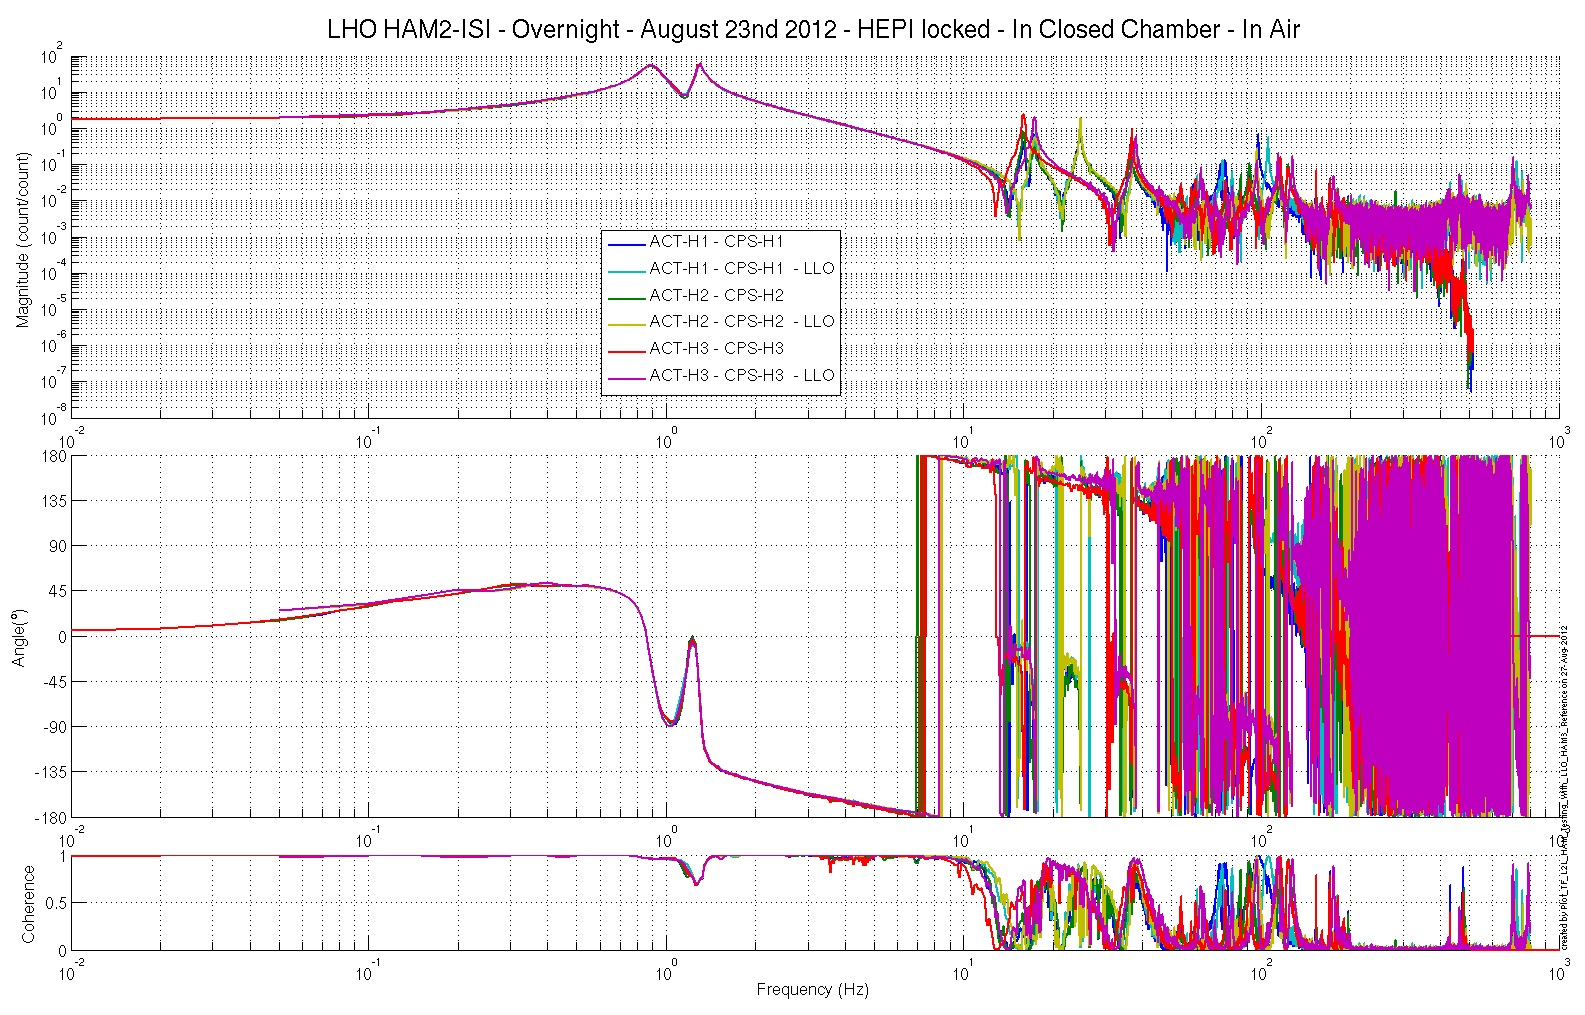 LHO HAM2-ISI - Overnight - August 23nd 2012 - HEPI locked - In Closed Chamber - In Air
10^2
10^1
10^0
10^-1
10^-2
10^-3
10^-4
10^-5
10^-6
10^-7
10^-8
Magnitude (count/count)
ACT-H1 - CPS-H1
ACT-H1 - CPS-H1 - LLO
ACT-H2 - CPS-H2
ACT-H2 - CPS-H2 - LLO
ACT-H3 - CPS-H3
ACT-H3 - CPS-H3 - LLO
10^-2 10^-1 10^0 10^1 10^2 10^3
180
135
90
45
0
-45
-90
-135
-180
Angle(°)
10^-2 10^-1 10^0 10^1 10^2
1
0.5
0
Coherence
10^-2 10^-1 10^0 10^1 10^2 10^3
Frequency (Hz)